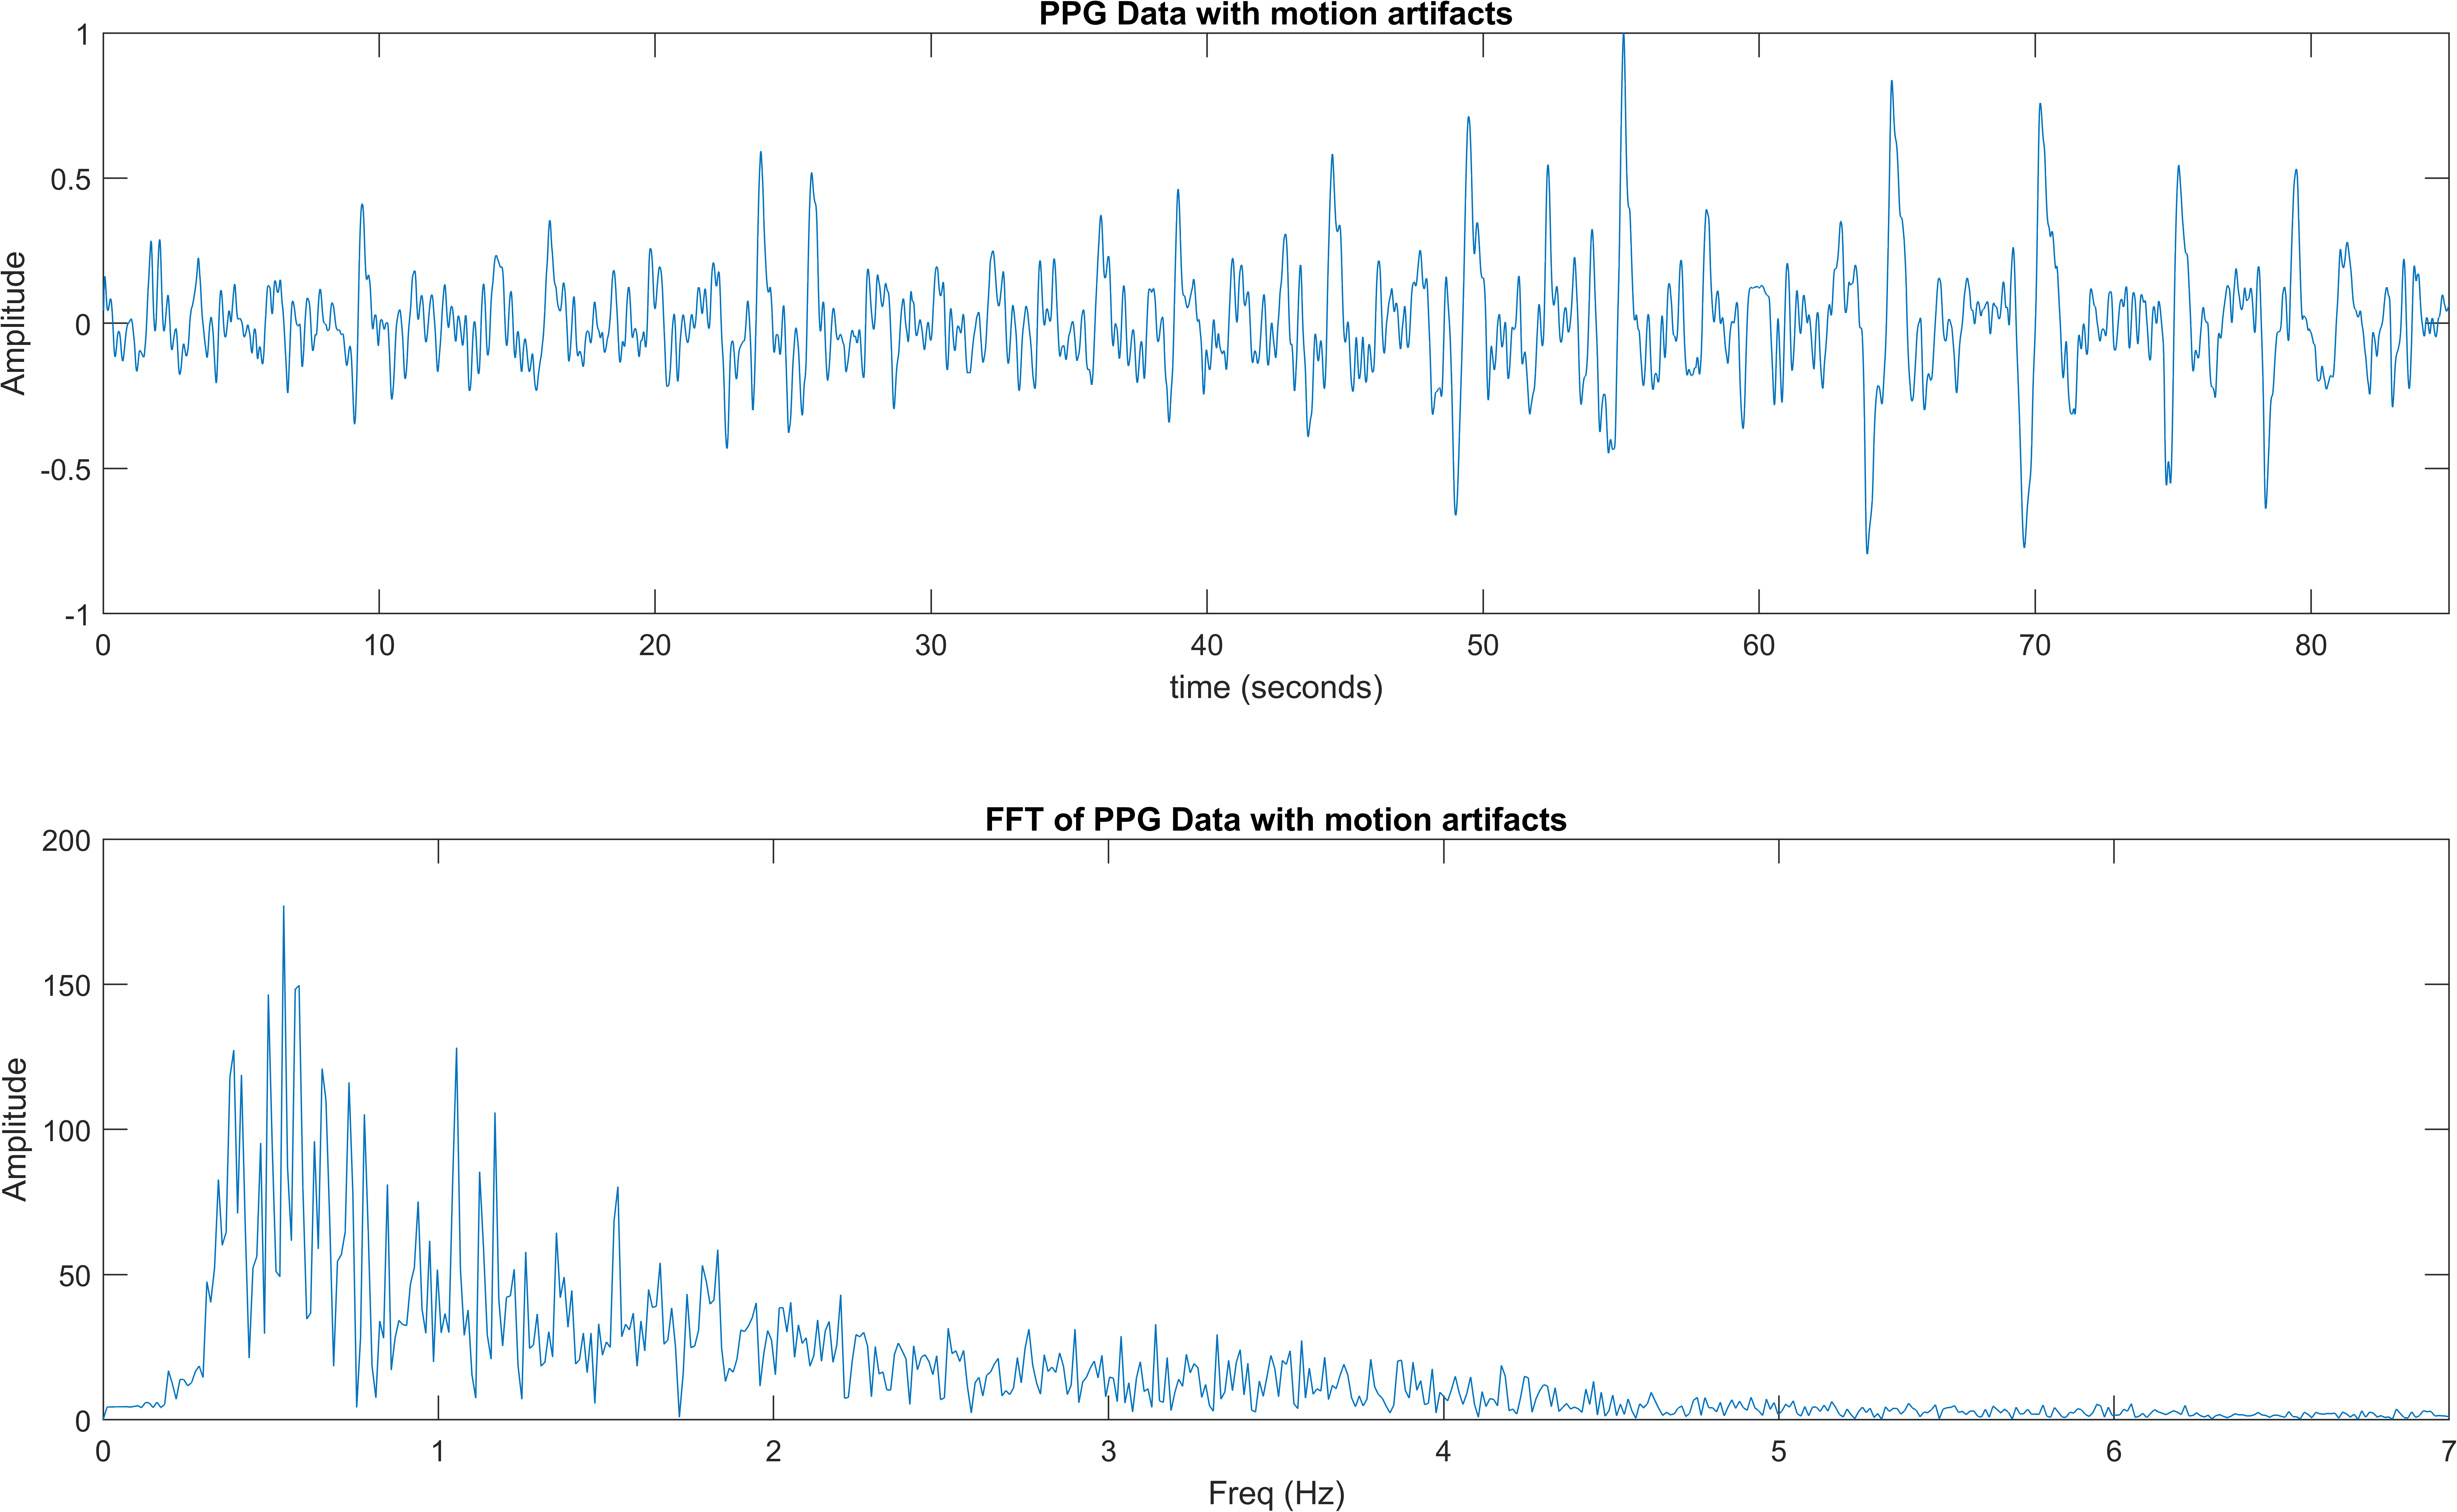 PPG Data with motion artifacts
1
0.5
0
-0.5
-1
Amplitude
0 10 20 30 40 50 60 70 80
time (seconds)
FFT of PPG Data with motion artifacts
200
150
100
50
0
Amplitude
0 1 2 3 4 5 6 7
Freq (Hz)